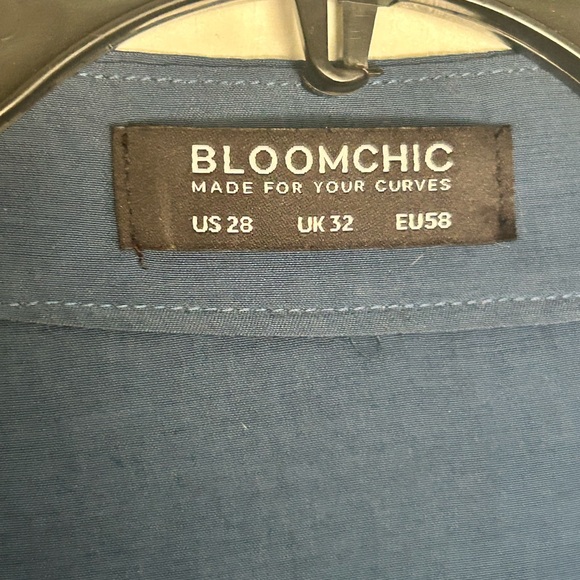 BLOOMCHIC
MADE FOR YOUR CURVES
US 28 UK 32 EU58